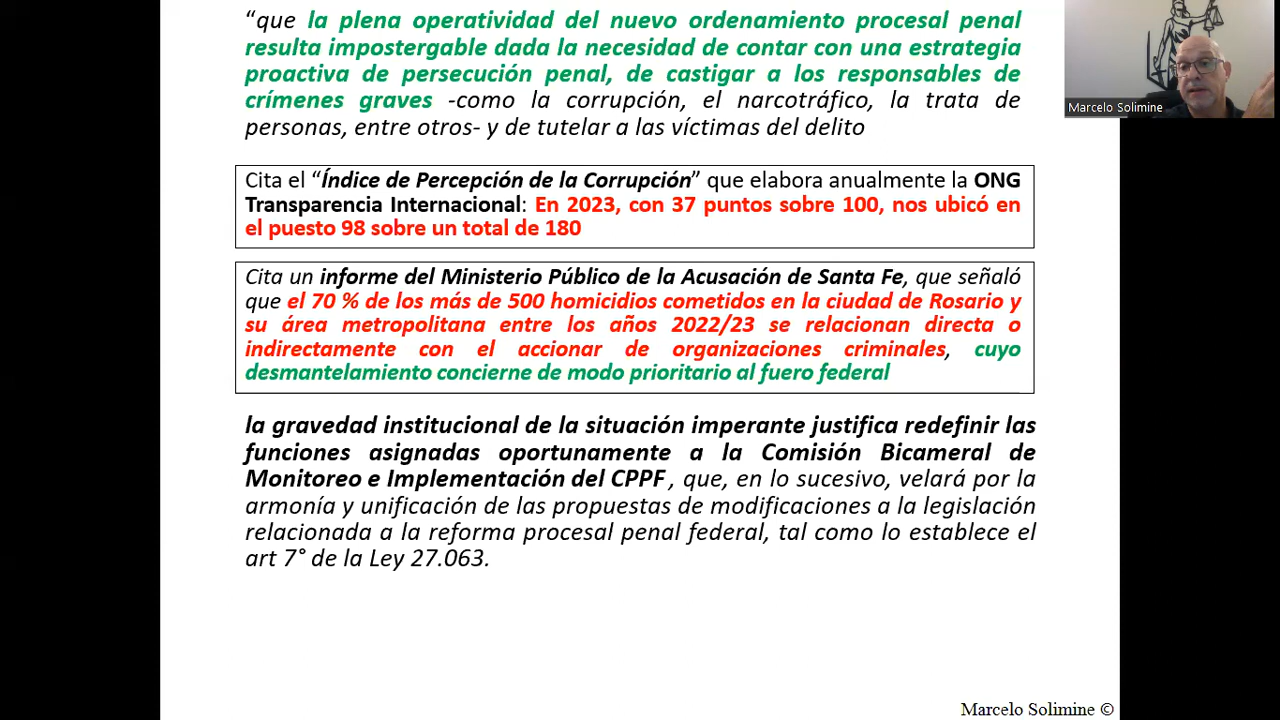 “que la plena operatividad del nuevo ordenamiento procesal penal
resulta impostergable dada la necesidad de contar con una estrategia
proactiva de persecución penal, de castigar a los responsables de
crímenes graves -como la corrupción, el narcotráfico, la trata de
personas, entre otros- y de tutelar a las víctimas del delito
Marcelo Solimine
Cita el “Índice de Percepción de la Corrupción” que elabora anualmente la ONG
Transparencia Internacional: En 2023, con 37 puntos sobre 100, nos ubicó en
el puesto 98 sobre un total de 180
Cita un informe del Ministerio Público de la Acusación de Santa Fe, que señaló
que el 70 % de los más de 500 homicidios cometidos en la ciudad de Rosario y
su área metropolitana entre los años 2022/23 se relacionan directa o
indirectamente con el accionar de organizaciones criminales, cuyo
desmantelamiento concierne de modo prioritario al fuero federal
la gravedad institucional de la situación imperante justifica redefinir las
funciones asignadas oportunamente a la Comisión Bicameral de
Monitoreo e Implementación del CPPF, que, en lo sucesivo, velará por la
armonía y unificación de las propuestas de modificaciones a la legislación
relacionada a la reforma procesal penal federal, tal como lo establece el
art 7° de la Ley 27.063.
Marcelo Solimine ©